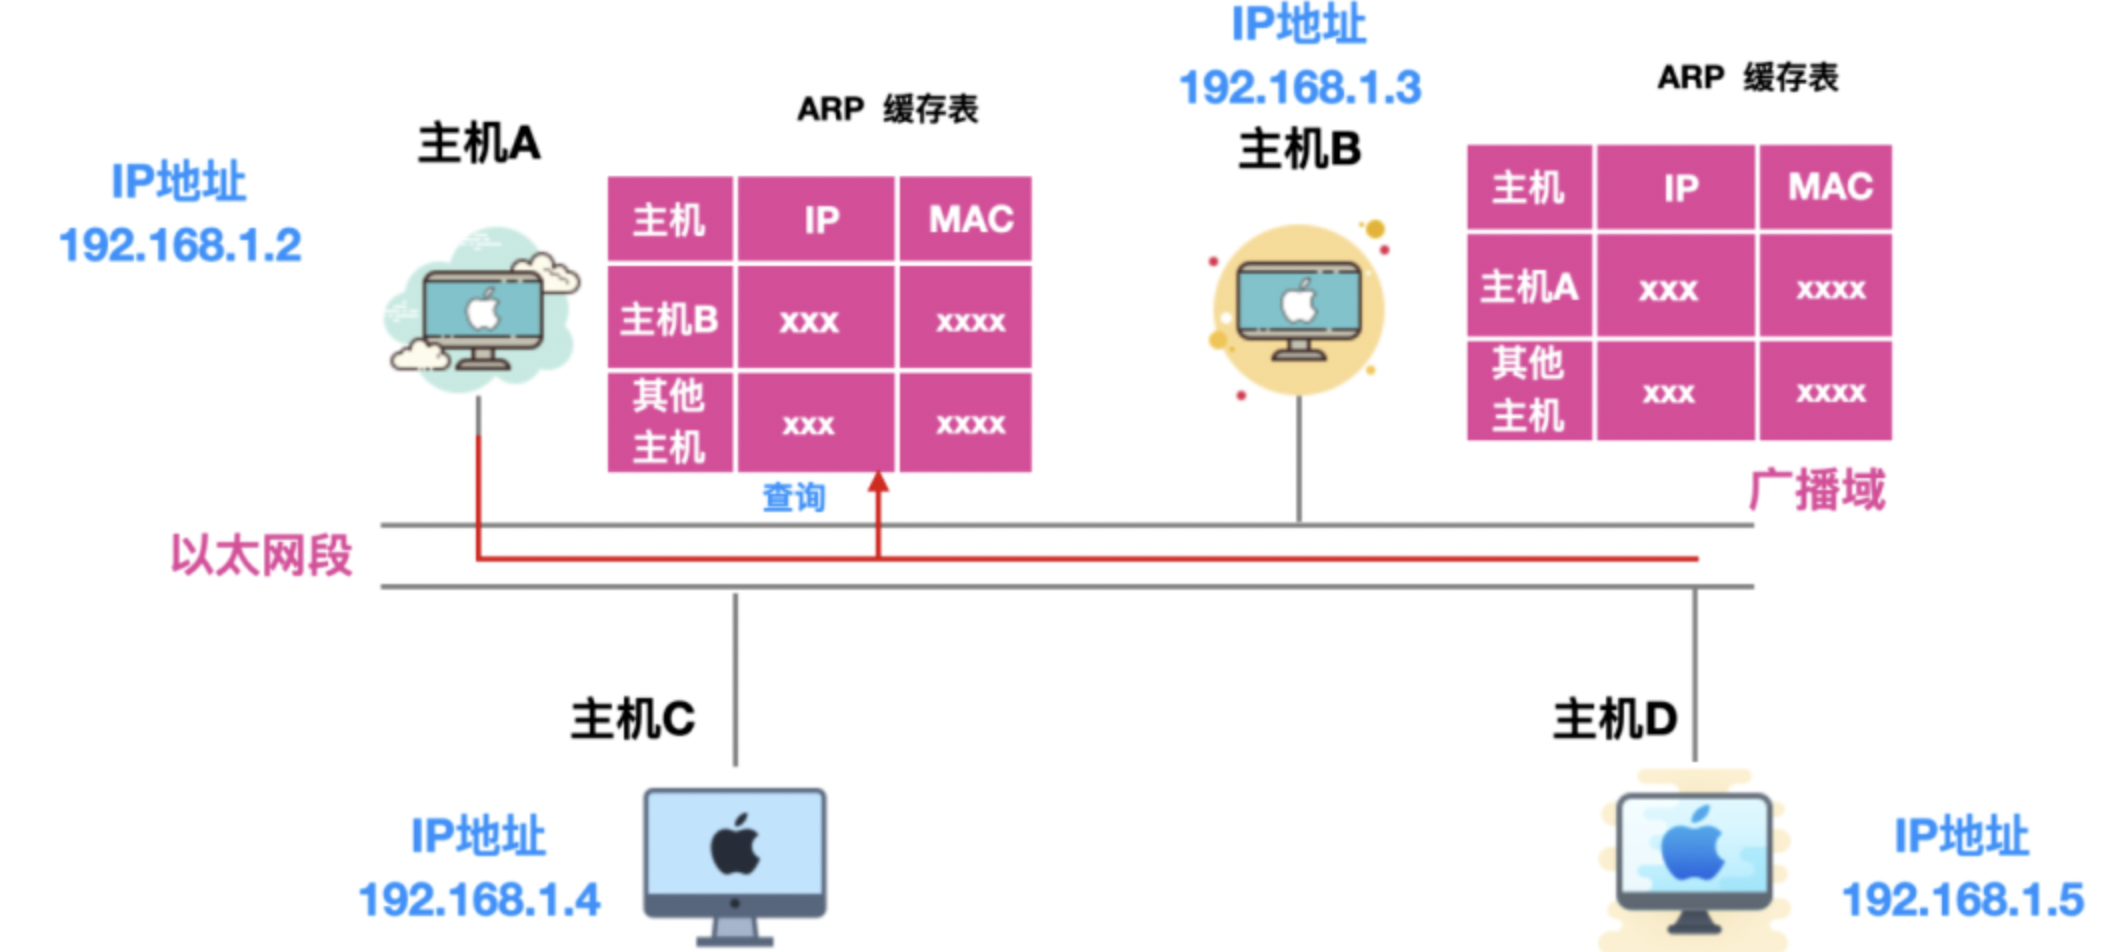 IP地址
192.168.1.2
主机A
ARP 缓存表
主机 IP MAC
主机B xxx xxxx
其他
主机
xxx xxxx
查询
IP地址
192.168.1.3
主机B
ARP 缓存表
主机 IP MAC
主机A xxx xxxx
其他
主机
xxx xxxx
广播域
以太网段
主机C
IP地址
192.168.1.4
主机D
IP地址
192.168.1.5